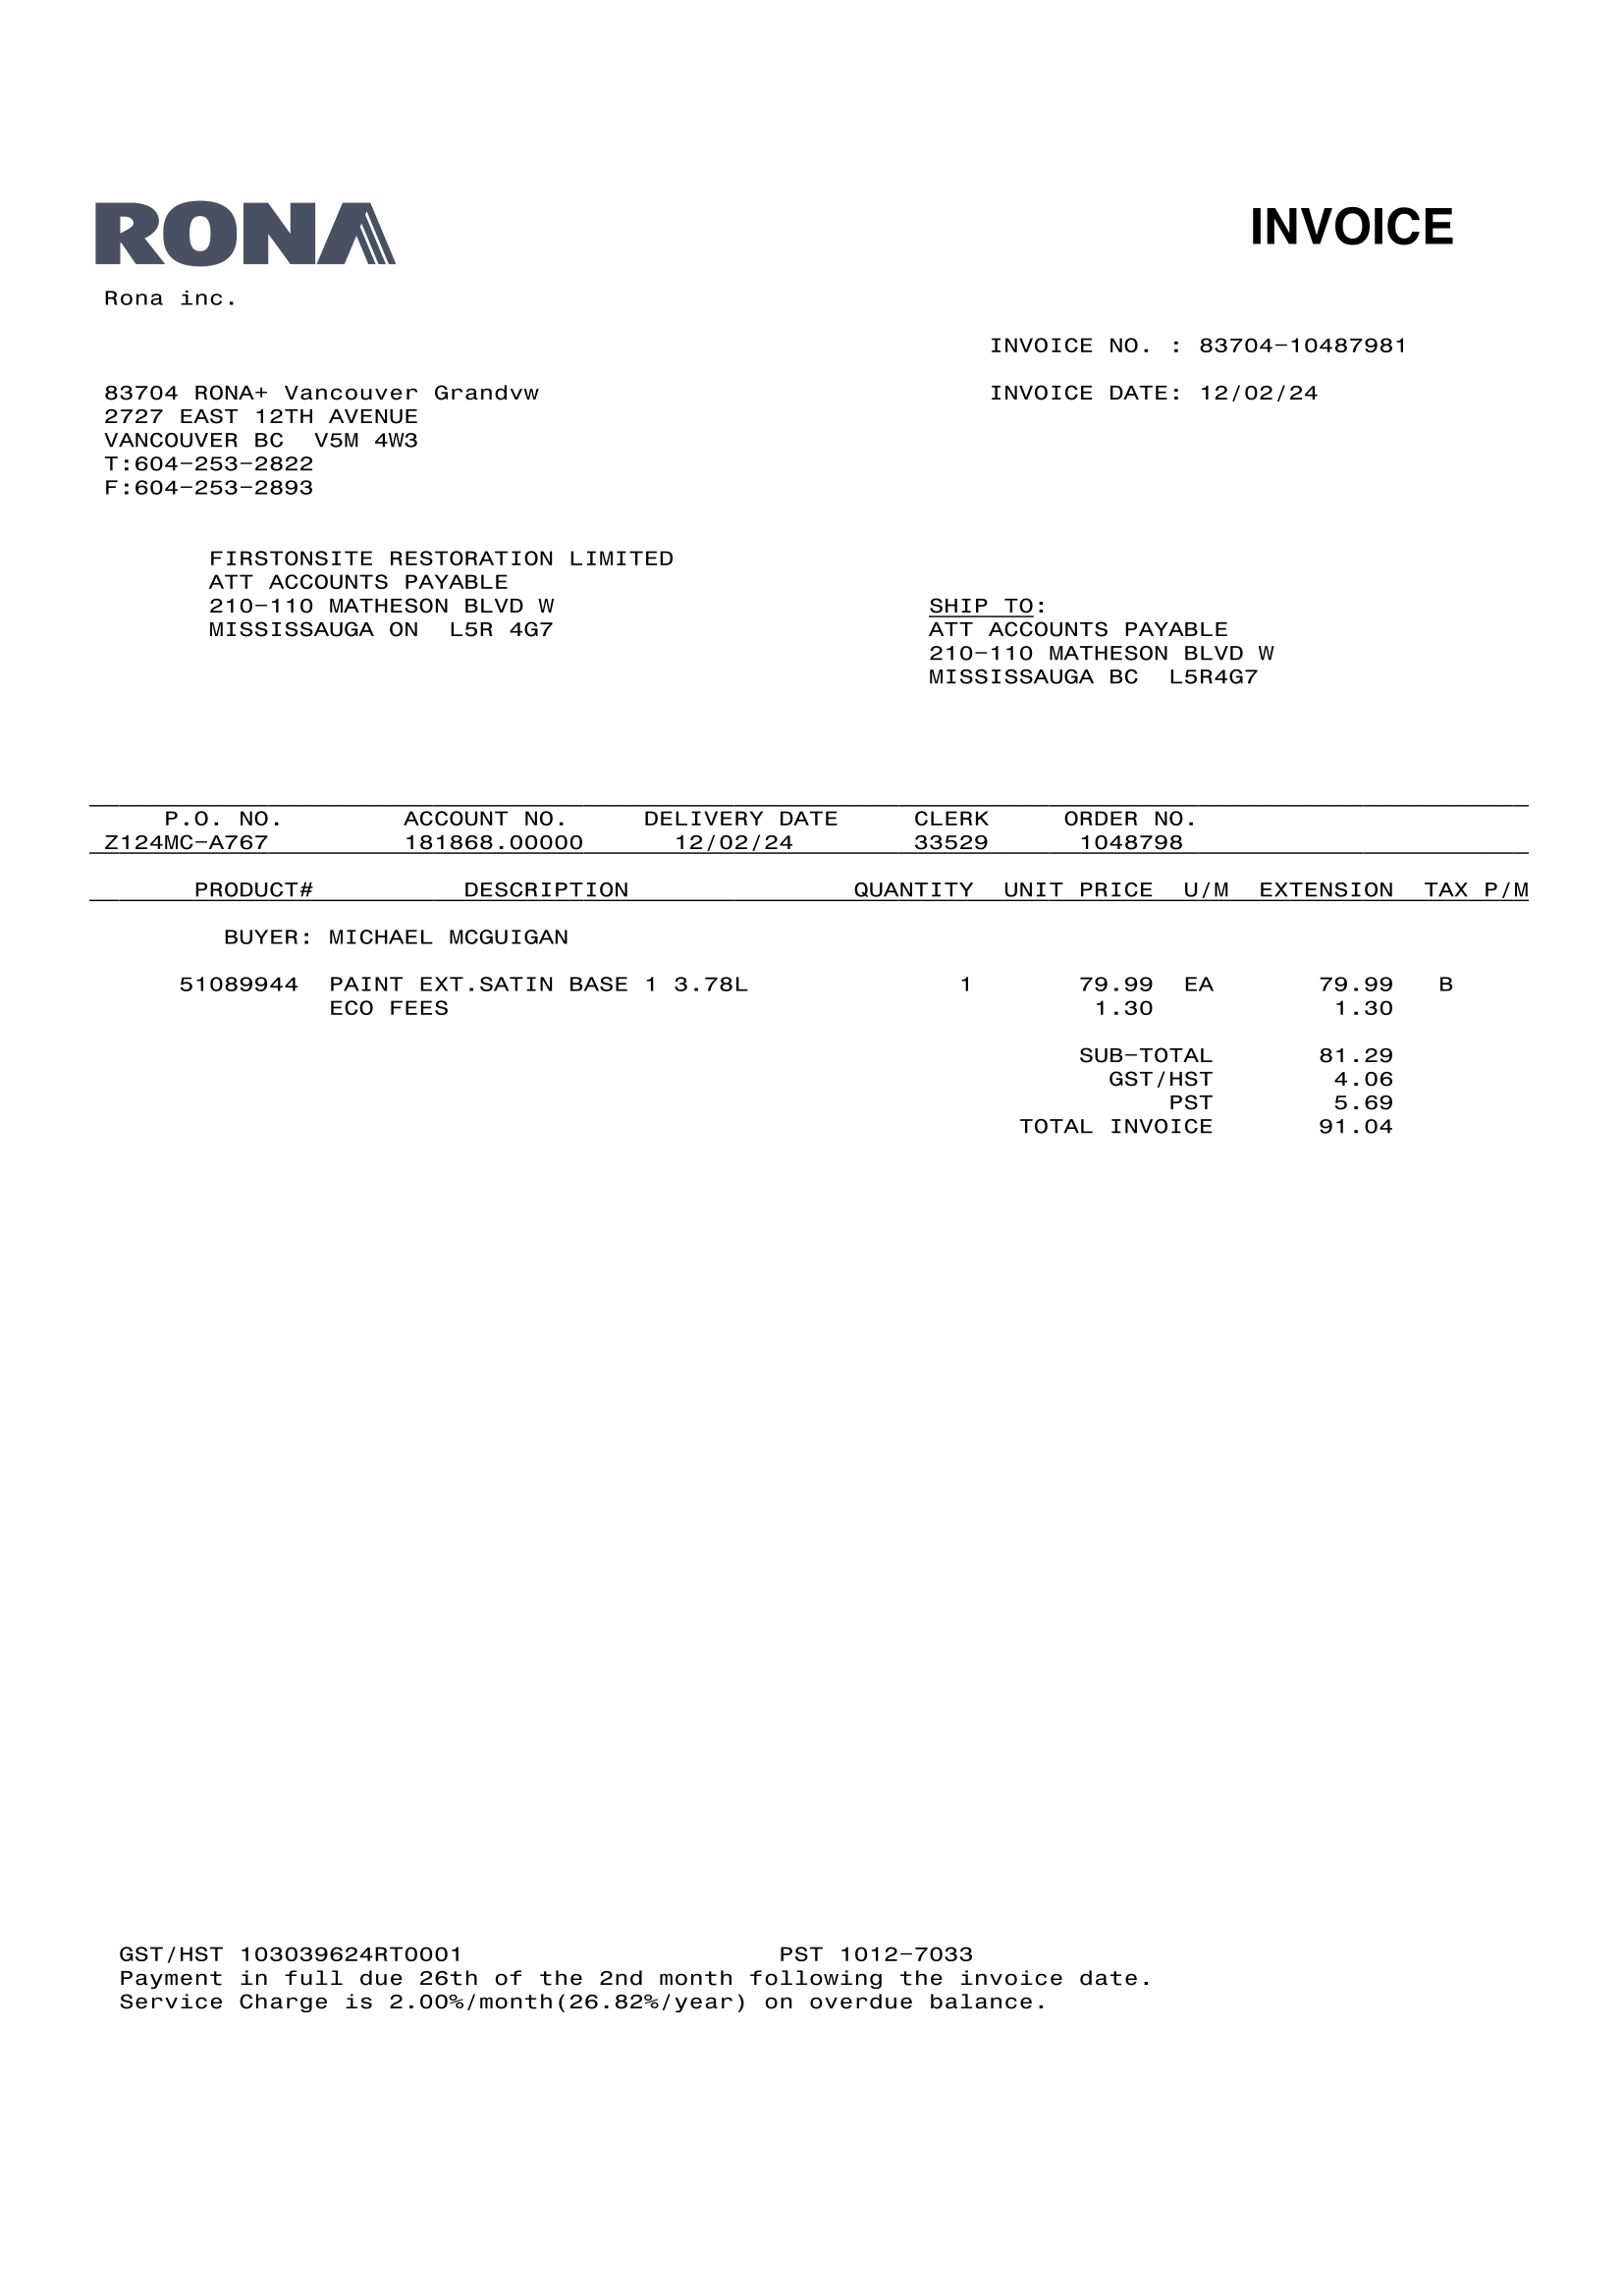 RONA
INVOICE
Rona inc.
INVOICE NO. : 83704-10487981
83704 RONA+ Vancouver Grandvw INVOICE DATE: 12/02/24
2727 EAST 12TH AVENUE
VANCOUVER BC  V5M 4W3
T:604-253-2822
F:604-253-2893
FIRSTONSITE RESTORATION LIMITED
ATT ACCOUNTS PAYABLE
210-110 MATHESON BLVD W
MISSISSAUGA ON  L5R 4G7
SHIP TO:
ATT ACCOUNTS PAYABLE
210-110 MATHESON BLVD W
MISSISSAUGA BC  L5R4G7
P.O. NO. ACCOUNT NO. DELIVERY DATE CLERK ORDER NO.
Z124MC-A767 181868.00000 12/02/24 33529 1048798
PRODUCT# DESCRIPTION QUANTITY UNIT PRICE U/M EXTENSION TAX P/M
BUYER: MICHAEL MCGUIGAN
51089944 PAINT EXT.SATIN BASE 1 3.78L 1 79.99 EA 79.99 B
ECO FEES 1.30 1.30
SUB-TOTAL 81.29
GST/HST 4.06
PST 5.69
TOTAL INVOICE 91.04
GST/HST 103039624RT0001 PST 1012-7033
Payment in full due 26th of the 2nd month following the invoice date.
Service Charge is 2.00%/month(26.82%/year) on overdue balance.